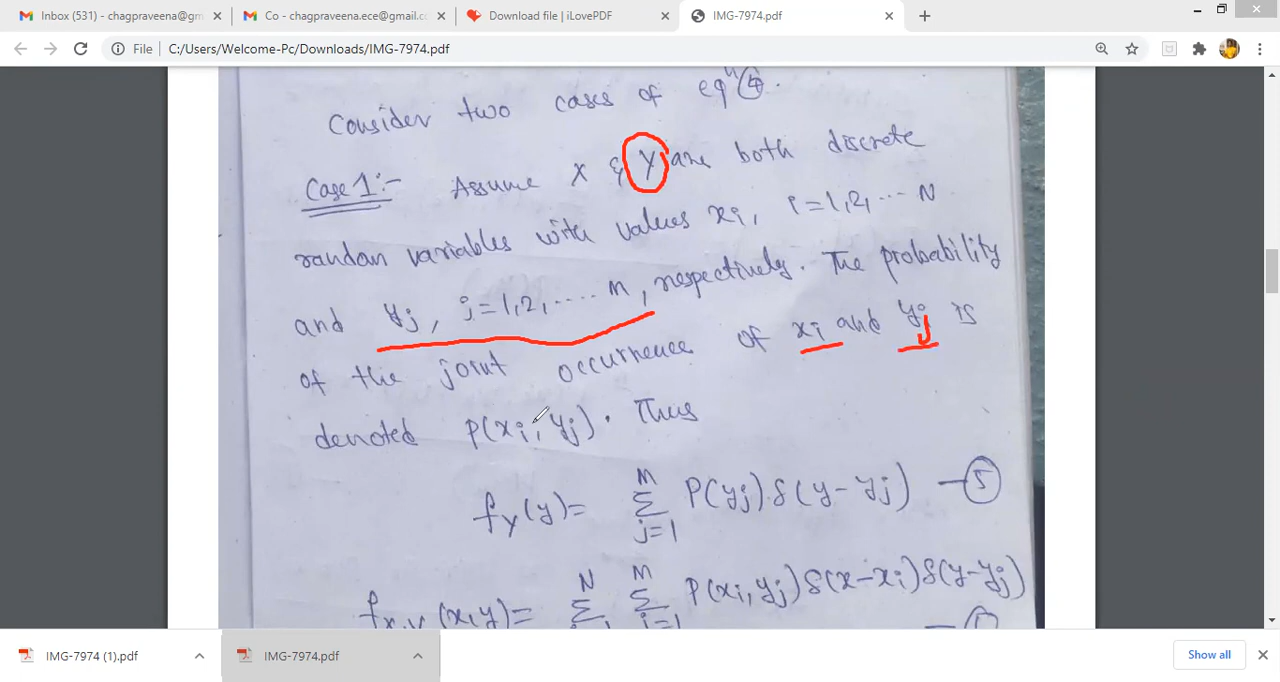 Inbox (531) - chagpraveena@gm
Co - chagpraveena.ece@gmail.co
Download file | iLovePDF
IMG-7974.pdf
File
C:/Users/Welcome-Pc/Downloads/IMG-7974.pdf
Consider two cases of eqn ④.
Case 1:- Assume X & Y are both discrete
random variables with values xi, i=1,2,... N
and yj, j=1,2,.... M, respectively. The probability
of the joint occurrence of xi and yj is
denoted P(xi, yj). Thus
fY(y)= M Σ j=1 P(yj).δ(y-yj) —⑤
fX,Y(x,y)= N Σ M Σ j=1 P(xi,yj)δ(x-xi)δ(y-yj)
IMG-7974 (1).pdf
IMG-7974.pdf
Show all